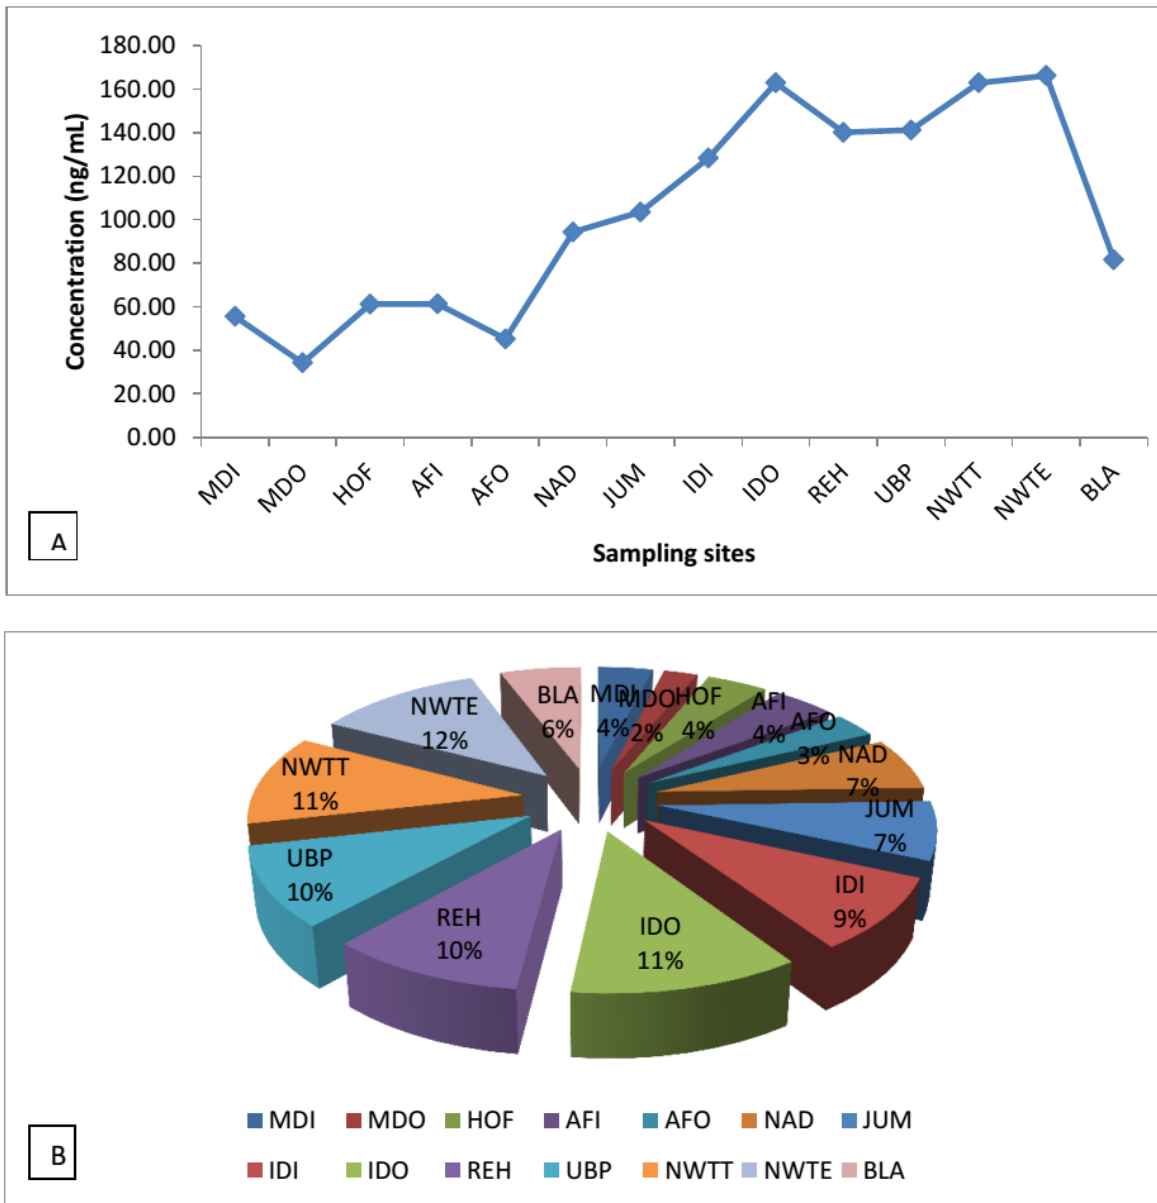 180.00
160.00
140.00
120.00
100.00
80.00
60.00
40.00
20.00
0.00
Concentration (ng/mL)
MDI MDO HOF AFI AFO NAD JUM IDI IDO REH UBP NWTT NWTE BLA
Sampling sites
A
MDI
4%
MDO
2%
HOF
4%
AFI
4%
AFO
3%
NAD
7%
JUM
7%
IDI
9%
IDO
11%
REH
10%
UBP
10%
NWTT
11%
NWTE
12%
BLA
6%
MDI MDO HOF AFI AFO NAD JUM
IDI IDO REH UBP NWTT NWTE BLA
B